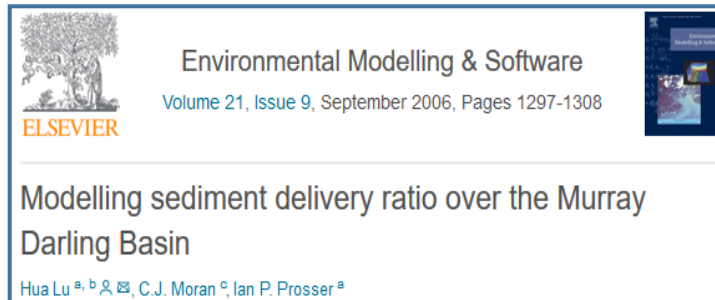 Environmental Modelling & Software
Volume 21, Issue 9, September 2006, Pages 1297-1308
ELSEVIER
Modelling sediment delivery ratio over the Murray
Darling Basin
Hua Lu a, b, C.J. Moran c, Ian P. Prosser a